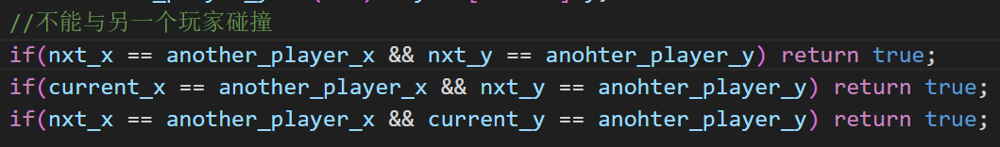 //不能与另一个玩家碰撞
if(nxt_x == another_player_x && nxt_y == anohter_player_y) return true;
if(current_x == another_player_x && nxt_y == anohter_player_y) return true;
if(nxt_x == another_player_x && current_y == anohter_player_y) return true;